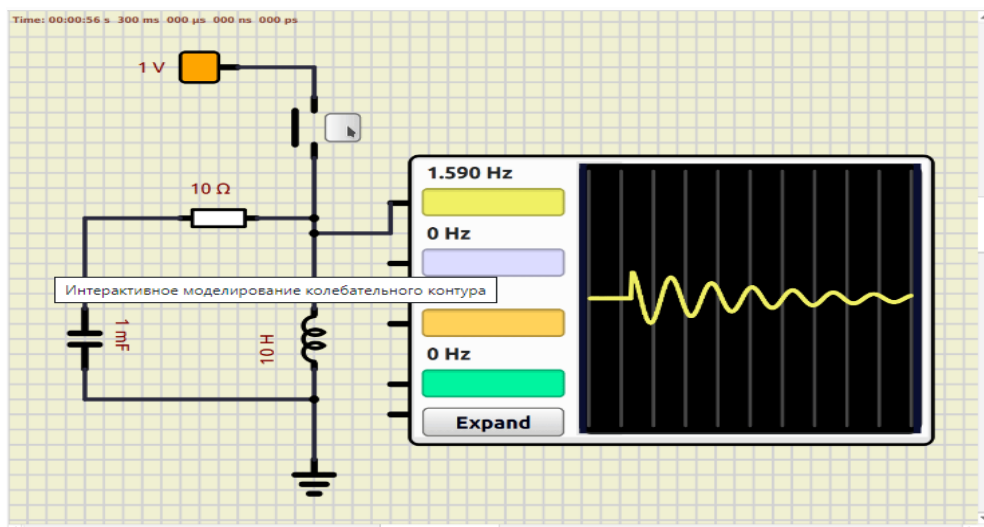 Time: 00:00:56 s 300 ms 000 µs 000 ns 000 ps
1 V
10 Ω
1.590 Hz
0 Hz
Интерактивное моделирование колебательного контура
1 mF
10 H
0 Hz
Expand